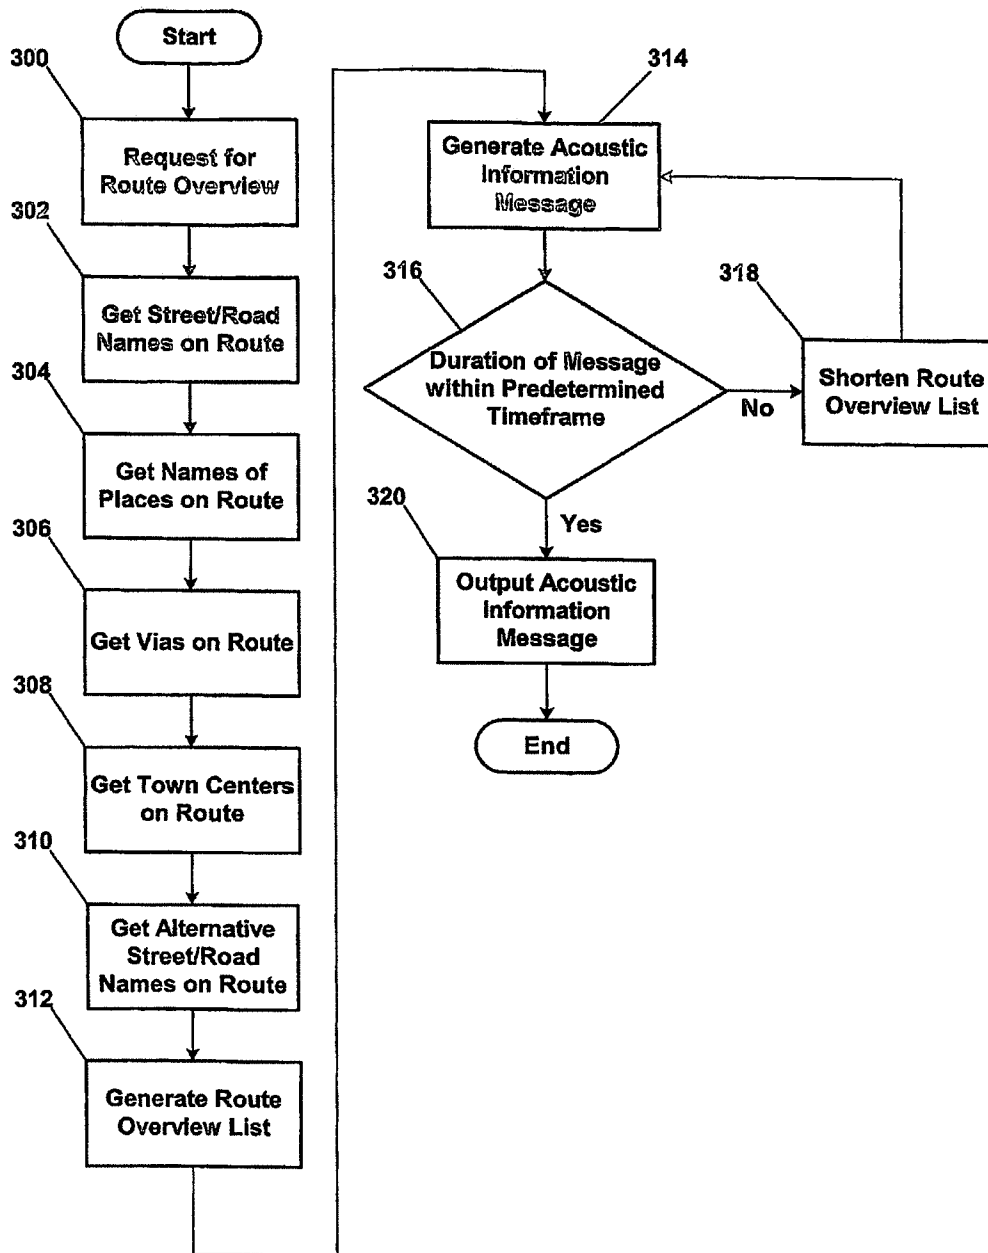 Start
300
Request for
Route Overview
302
Get Street/Road
Names on Route
304
Get Names of
Places on Route
306
Get Vias on Route
308
Get Town Centers
on Route
310
Get Alternative
Street/Road
Names on Route
312
Generate Route
Overview List
314
Generate Acoustic
Information
Message
316
Duration of Message
within Predetermined
Timeframe
No
318
Shorten Route
Overview List
Yes
320
Output Acoustic
Information
Message
End